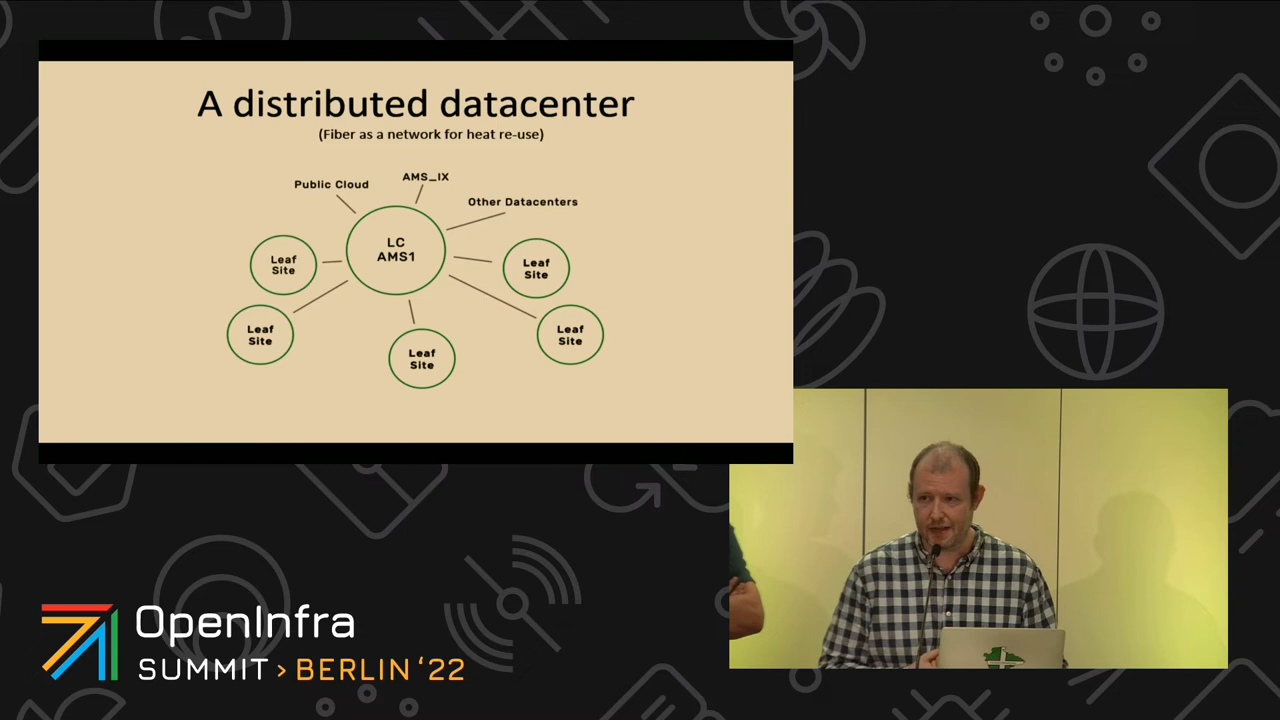 A distributed datacenter
(Fiber as a network for heat re-use)
AMS_IX
Public Cloud
Other Datacenters
LC
AMS1
Leaf
Site
Leaf
Site
Leaf
Site
Leaf
Site
Leaf
Site
OpenInfra
SUMMIT > BERLIN '22